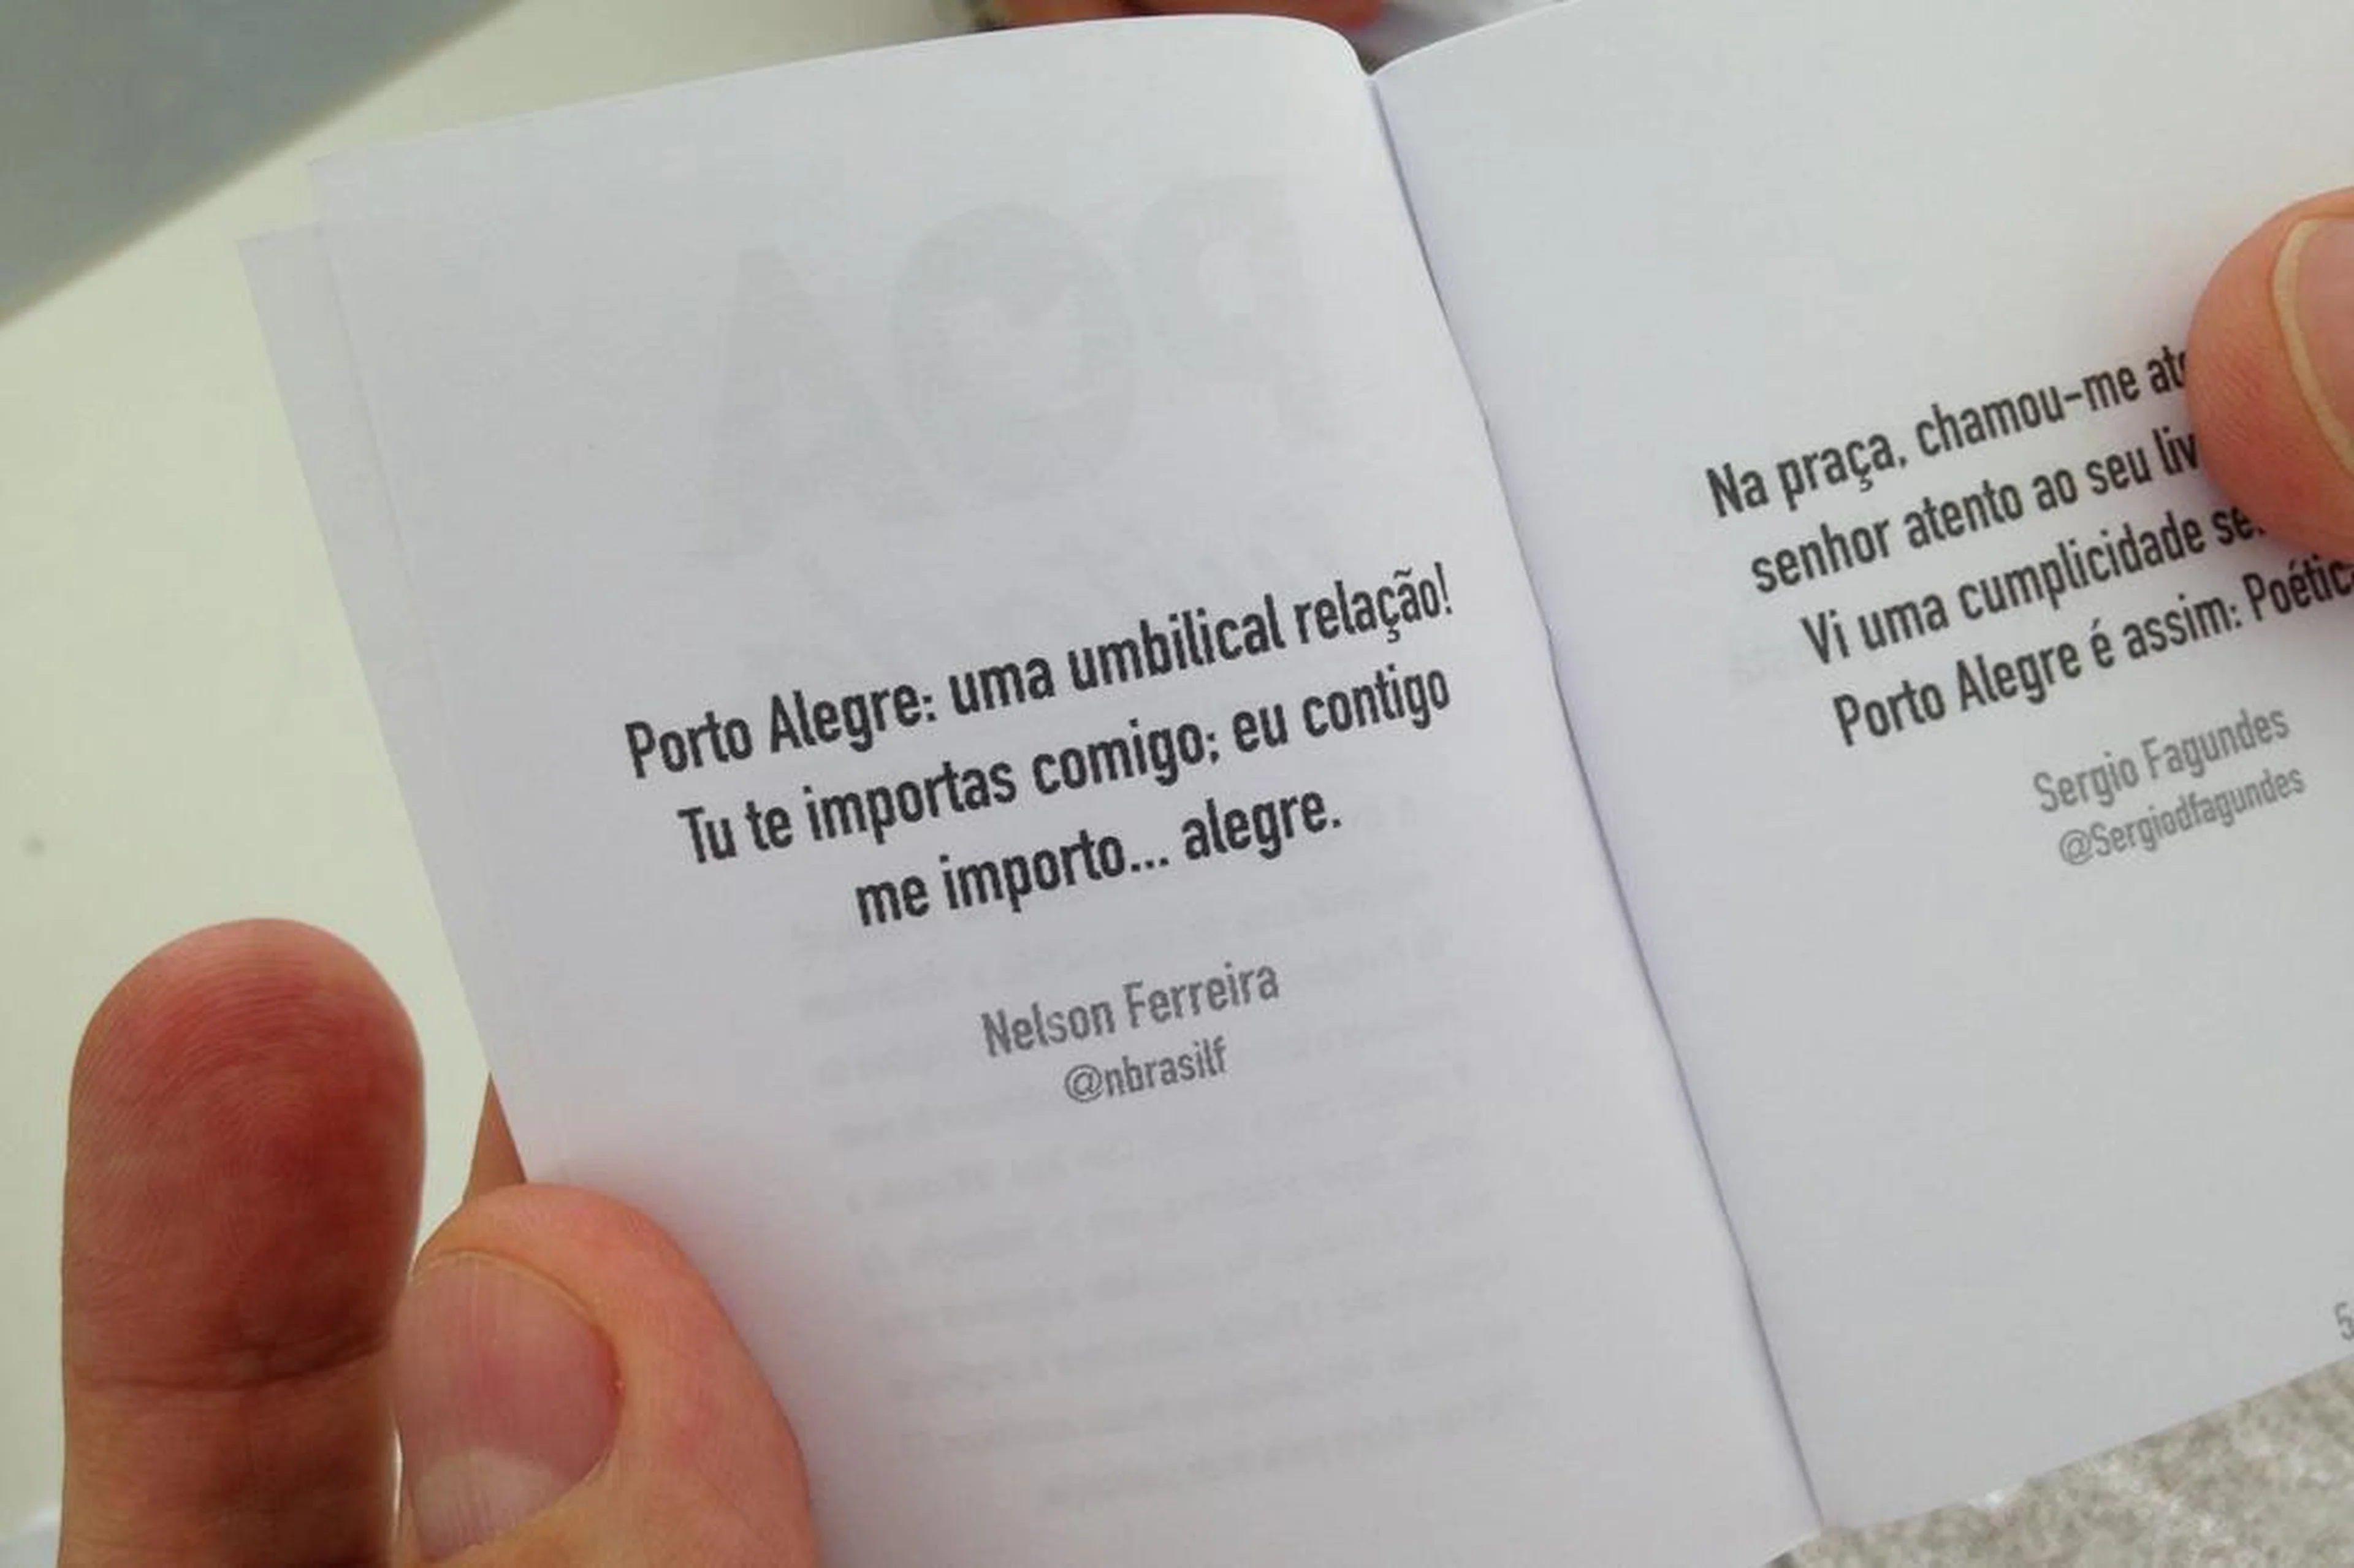 Porto Alegre: uma umbilical relação!
Tu te importas comigo; eu contigo
me importo... alegre.
Nelson Ferreira
@nbrasilf
Na praça, chamou-me
senhor atento ao seu
Vi uma cumplicidade
Porto Alegre é assim:
Sergio Fagundes
@Sergiodfagundes